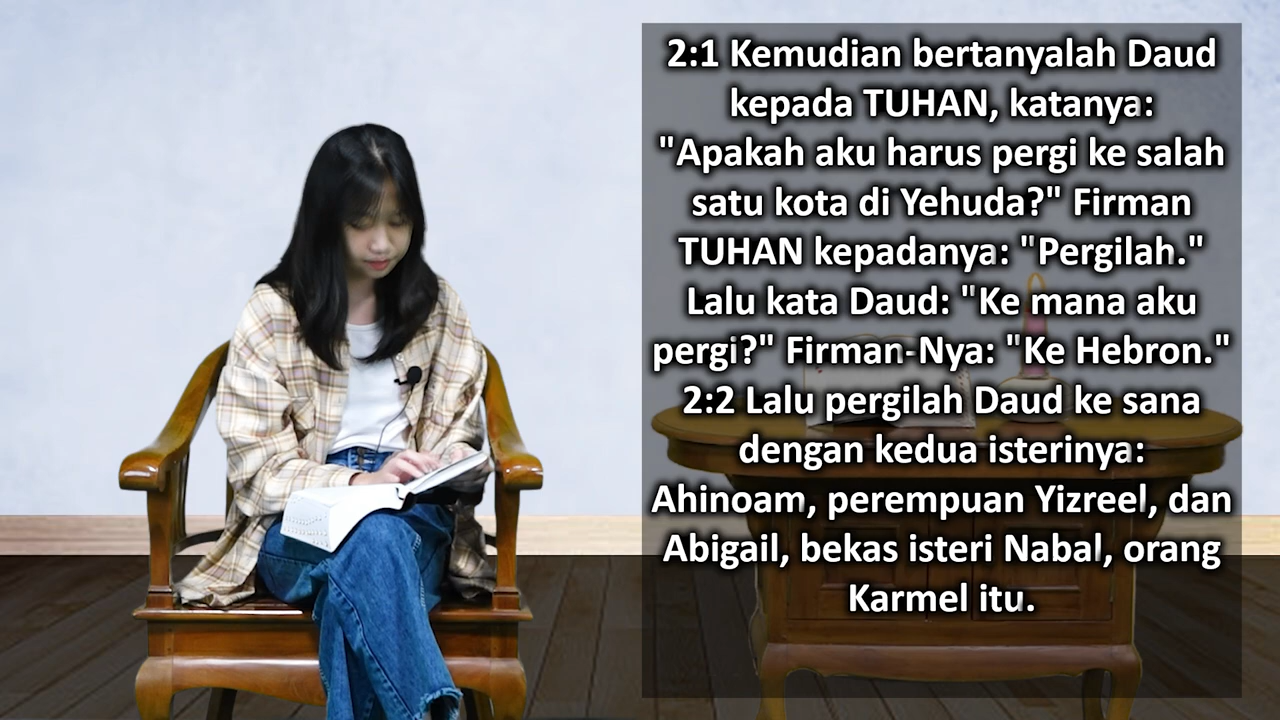 2:1 Kemudian bertanyalah Daud
kepada TUHAN, katanya:
"Apakah aku harus pergi ke salah
satu kota di Yehuda?" Firman
TUHAN kepadanya: "Pergilah."
Lalu kata Daud: "Ke mana aku
pergi?" Firman-Nya: "Ke Hebron."
2:2 Lalu pergilah Daud ke sana
dengan kedua isterinya:
Ahinoam, perempuan Yizreel, dan
Abigail, bekas isteri Nabal, orang
Karmel itu.